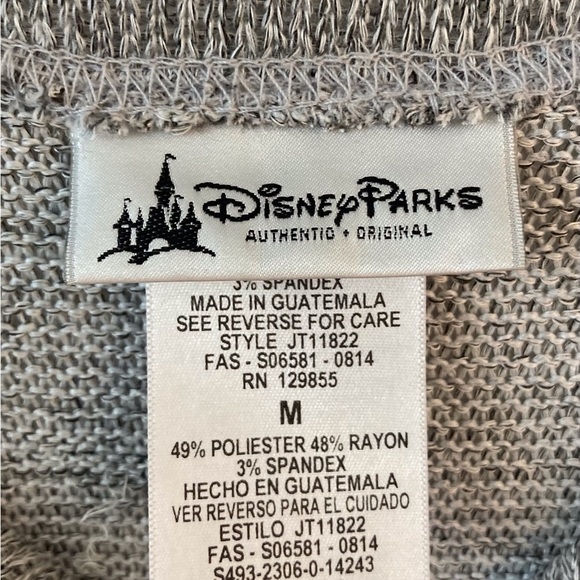 Disney Parks
AUTHENTIC • ORIGINAL
3% SPANDEX
MADE IN GUATEMALA
SEE REVERSE FOR CARE
STYLE JT11822
FAS - S06581 - 0814
RN 129855
M
49% POLIESTER 48% RAYON
3% SPANDEX
HECHO EN GUATEMALA
VER REVERSO PARA EL CUIDADO
ESTILO JT11822
FAS - S06581 - 0814
S493-2306-0-14243